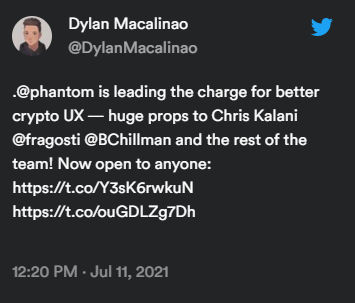 Dylan Macalinao
@DylanMacalinao
.@phantom is leading the charge for better
crypto UX — huge props to Chris Kalani
@fragosti @BChillman and the rest of the
team! Now open to anyone:
https://t.co/Y3sK6rwkuN
https://t.co/ouGDLZg7Dh
12:20 PM · Jul 11, 2021